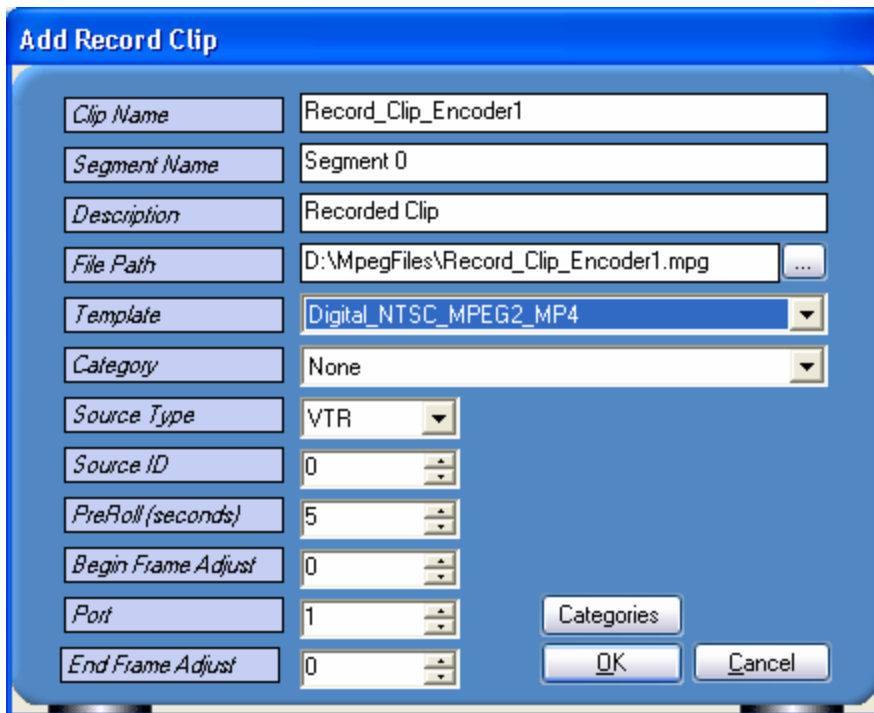 Add Record Clip
Clip Name Record_Clip_Encoder1
Segment Name Segment 0
Description Recorded Clip
File Path D:\MpegFiles\Record_Clip_Encoder1.mpg ...
Template Digital_NTSC_MPEG2_MP4
Category None
Source Type VTR
Source ID 0
PreRoll (seconds) 5
Begin Frame Adjust 0
Port 1 Categories
End Frame Adjust 0 OK Cancel